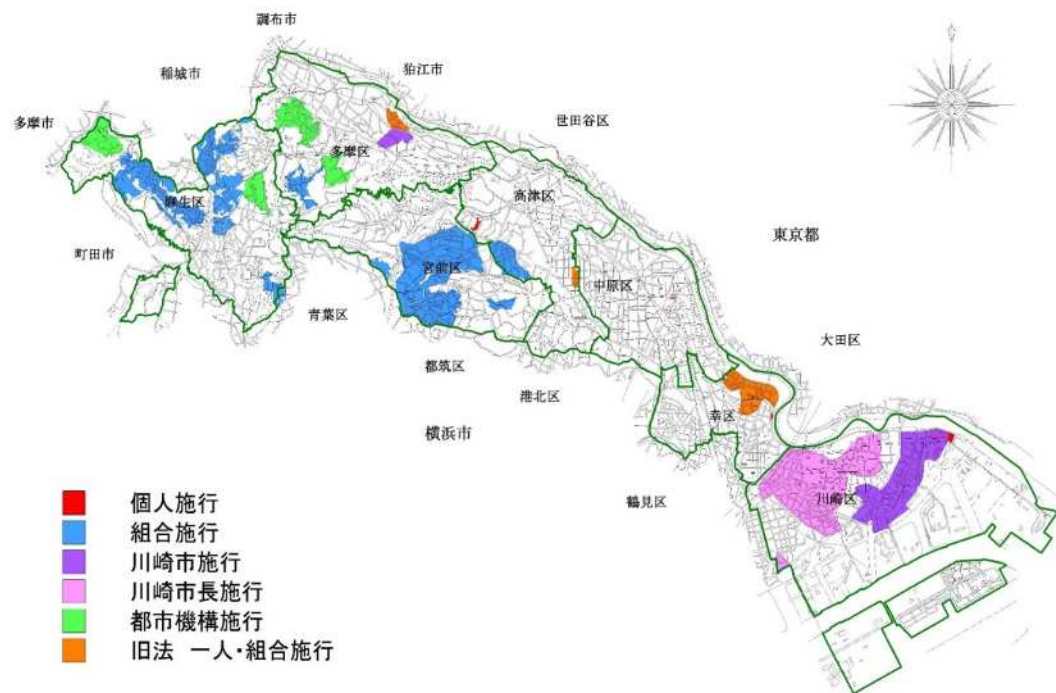 調布市
狛江市
稲城市
世田谷区
多摩市
多摩区
高津区
麻生区
東京都
町田市
宮前区
中原区
青葉区
大田区
都筑区
港北区
幸区
横浜市
川崎区
鶴見区
個人施行
組合施行
川崎市施行
川崎市長施行
都市機構施行
旧法 一人・組合施行